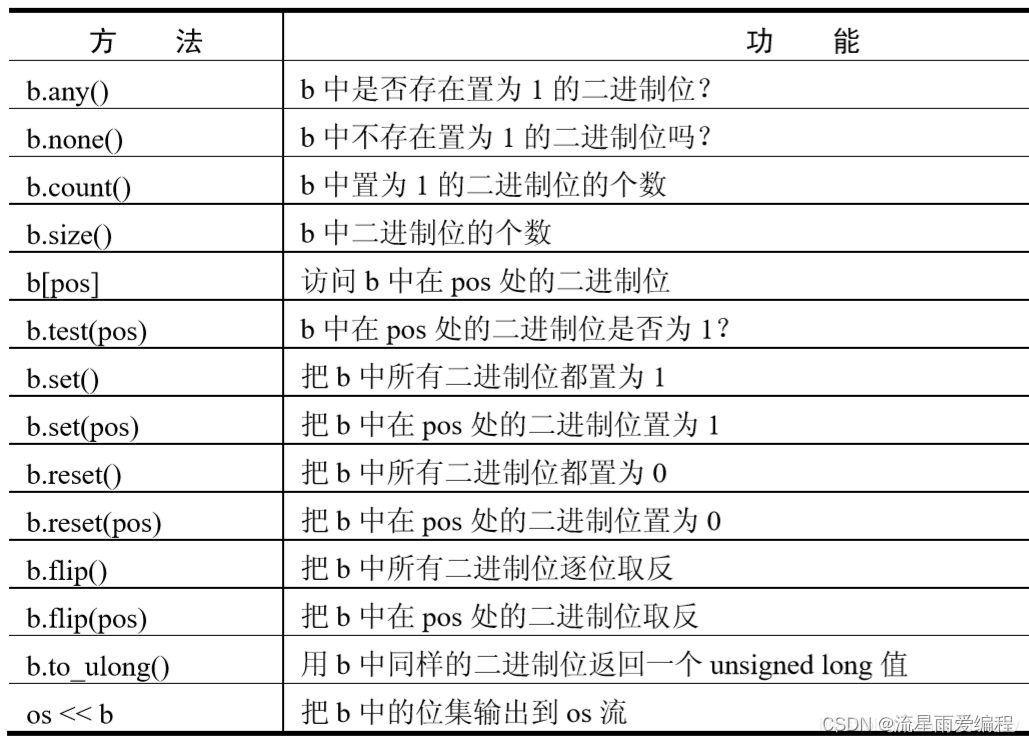 方 法 功 能
b.any() b 中是否存在置为 1 的二进制位?
b.none() b 中不存在置为 1 的二进制位吗?
b.count() b 中置为 1 的二进制位的个数
b.size() b 中二进制位的个数
b[pos] 访问 b 中在 pos 处的二进制位
b.test(pos) b 中在 pos 处的二进制位是否为 1?
b.set() 把 b 中所有二进制位都置为 1
b.set(pos) 把 b 中在 pos 处的二进制位置为 1
b.reset() 把 b 中所有二进制位都置为 0
b.reset(pos) 把 b 中在 pos 处的二进制位置为 0
b.flip() 把 b 中所有二进制位逐位取反
b.flip(pos) 把 b 中在 pos 处的二进制位取反
b.to_ulong() 用 b 中同样的二进制位返回一个 unsigned long 值
os << b 把 b 中的位集输出到 os 流
CSDN @流星雨爱编程